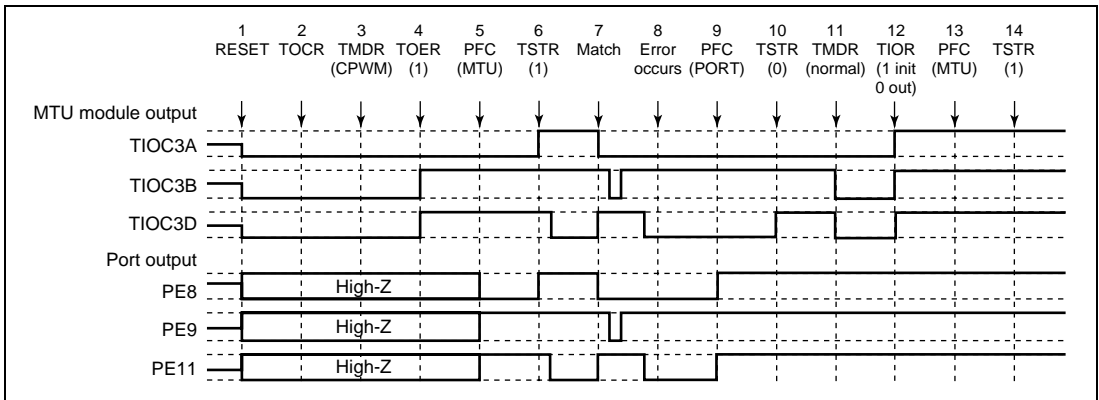 1 2 3 4 5 6 7 8 9 10 11 12 13 14
RESET TOCR TMDR TOER PFC TSTR Match Error PFC TSTR TMDR TIOR PFC TSTR
(CPWM) (1) (MTU) (1) occurs (PORT) (0) (normal) (1 init (MTU) (1)
0 out)
MTU module output
TIOC3A
TIOC3B
TIOC3D
Port output
PE8 High-Z
PE9 High-Z
PE11 High-Z